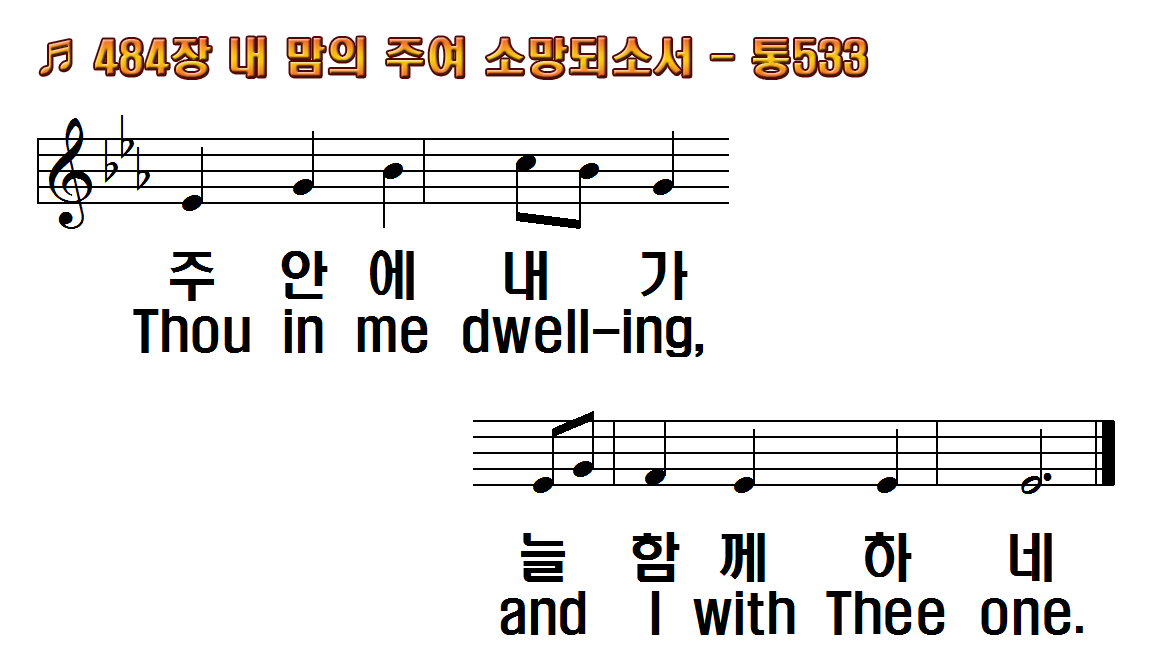 ♬ 484장 내 맘의 주여 소망되소서 - 통533
주 안 에 내 가
Thou in me dwell-ing,
늘 함 께 하 네
and I with Thee one.